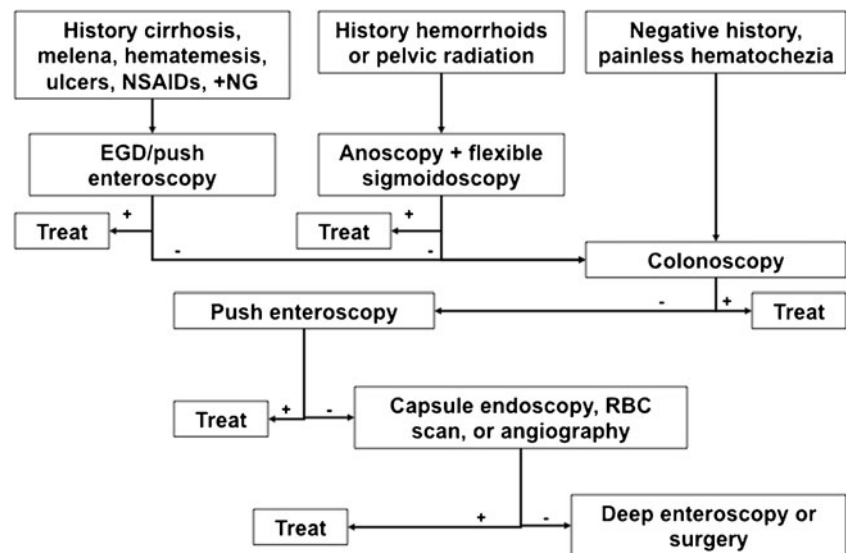 History cirrhosis,
melena, hematemesis,
ulcers, NSAIDs, +NG
History hemorrhoids
or pelvic radiation
Negative history,
painless hematochezia
EGD/push
enteroscopy
Anoscopy + flexible
sigmoidoscopy
+
Treat
-
+
Treat
-
Colonoscopy
-
+
Treat
Push enteroscopy
+
Treat
-
Capsule endoscopy, RBC
scan, or angiography
+
Treat
-
Deep enteroscopy or
surgery